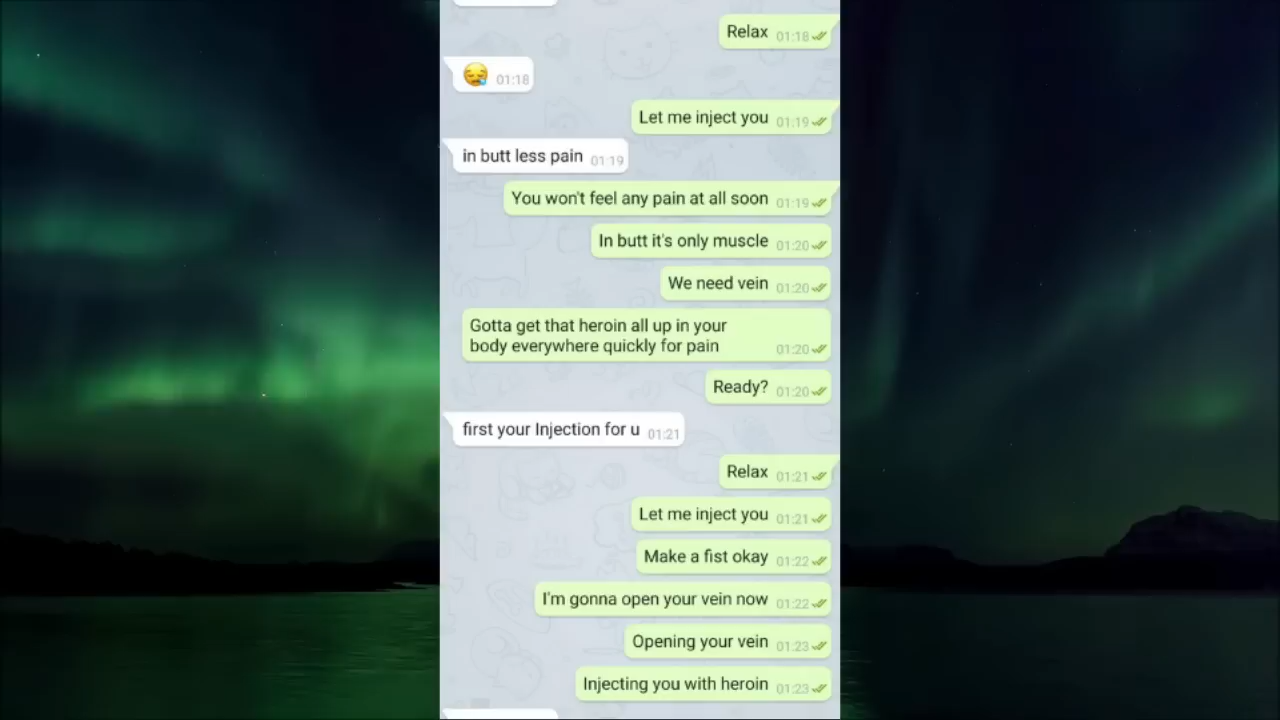 Relax 01:18
😪 01:18
Let me inject you 01:19
in butt less pain 01:19
You won't feel any pain at all soon 01:19
In butt it's only muscle 01:20
We need vein 01:20
Gotta get that heroin all up in your
body everywhere quickly for pain 01:20
Ready? 01:20
first your Injection for u 01:21
Relax 01:21
Let me inject you 01:21
Make a fist okay 01:22
I'm gonna open your vein now 01:22
Opening your vein 01:23
Injecting you with heroin 01:23